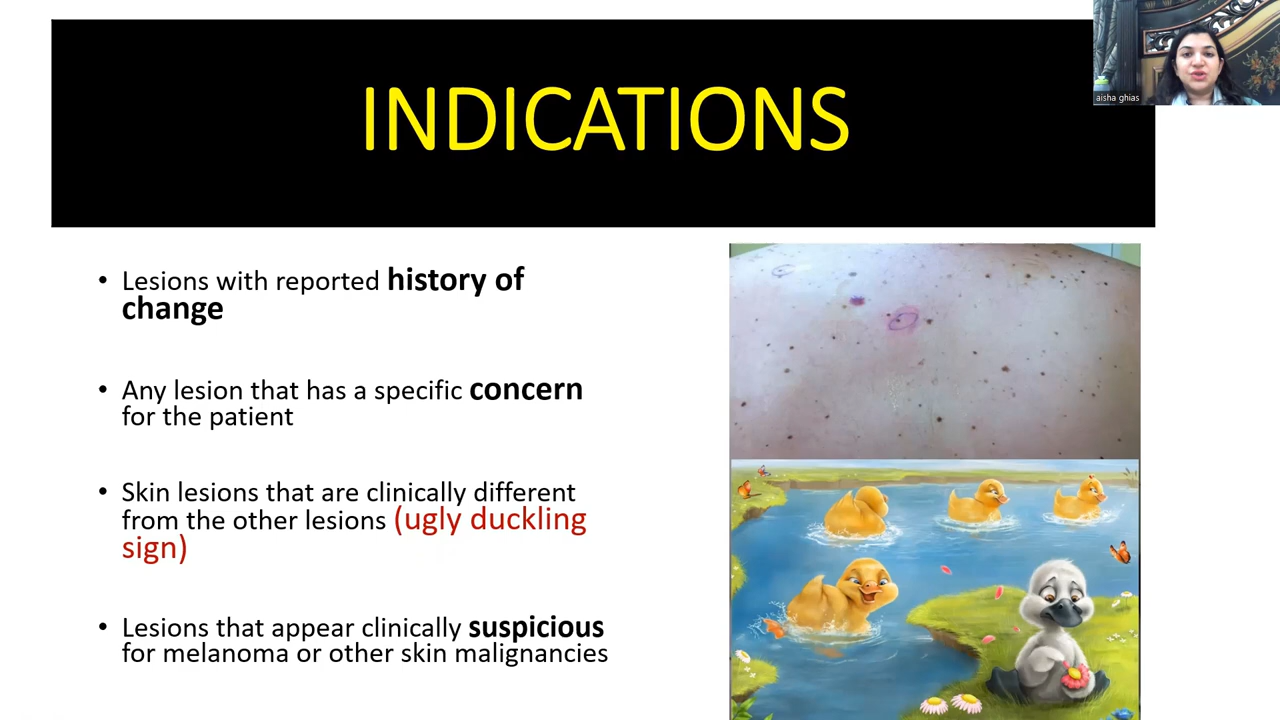 INDICATIONS
aisha ghias
• Lesions with reported history of
change
• Any lesion that has a specific concern
for the patient
• Skin lesions that are clinically different
from the other lesions (ugly duckling
sign)
• Lesions that appear clinically suspicious
for melanoma or other skin malignancies